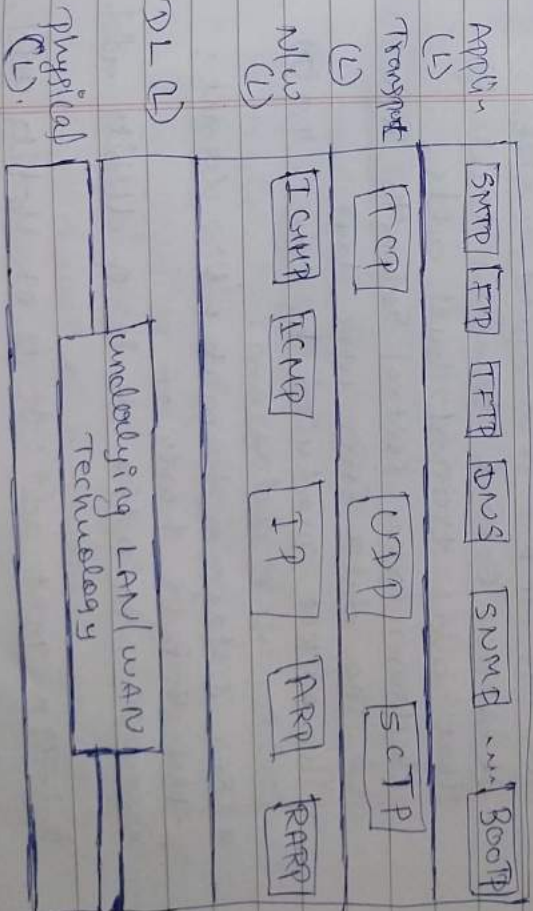 Applin (L) SMTP FTP TFTP DNS SNMP .... BOOTP
Transport (L) TCP UDP SCTP
N/w (L) IGMP ICMP IP ARP RARP
DL (L)
underlying LAN/WAN
Technology
physical (L).